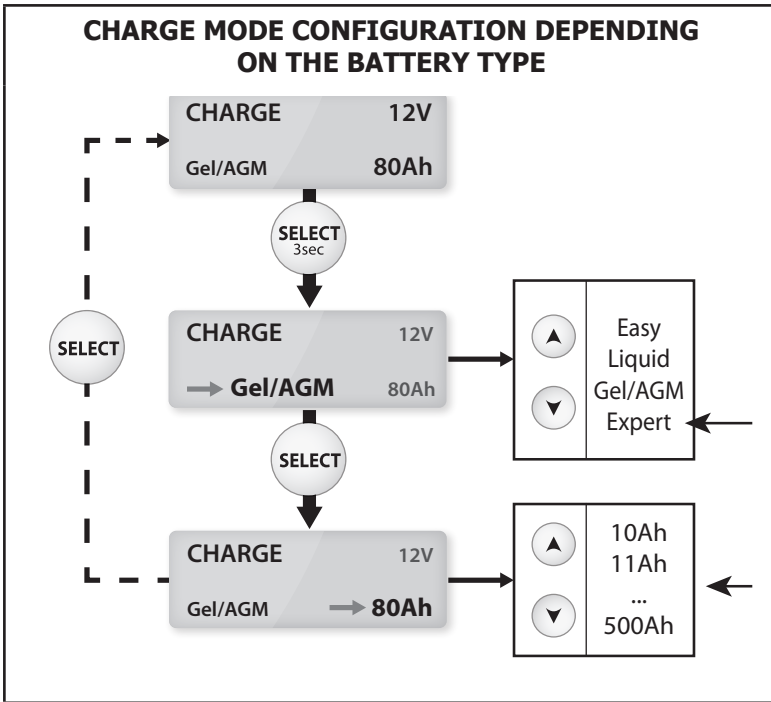 CHARGE MODE CONFIGURATION DEPENDING
ON THE BATTERY TYPE
CHARGE 12V
Gel/AGM 80Ah
SELECT
3sec
CHARGE 12V
Gel/AGM 80Ah
Easy
Liquid
Gel/AGM
Expert
SELECT
SELECT
CHARGE 12V
Gel/AGM 80Ah
10Ah
11Ah
...
500Ah